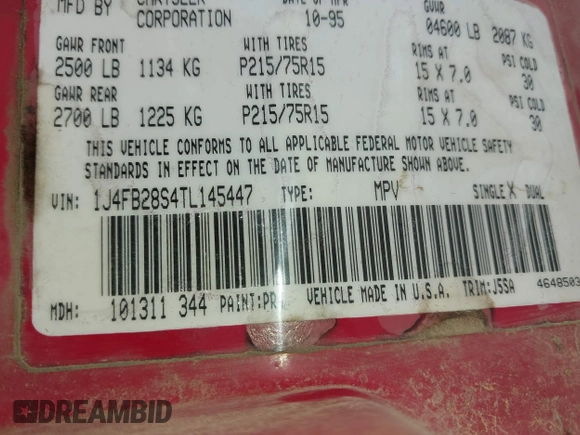 MFD BY CHRYSLER DATE OF MFR GVWR
CORPORATION 10-95 04600 LB 2087 KG
GAWR FRONT WITH TIRES RIMS AT PSI COLD
2500 LB 1134 KG P215/75R15 15 X 7.0 30
GAWR REAR WITH TIRES RIMS AT PSI COLD
2700 LB 1225 KG P215/75R15 15 X 7.0 30
THIS VEHICLE CONFORMS TO ALL APPLICABLE FEDERAL MOTOR VEHICLE SAFETY
STANDARDS IN EFFECT ON THE DATE OF MANUFACTURE SHOWN ABOVE.
VIN: 1J4FB28S4TL145447 TYPE: MPV SINGLE X DUAL
MDH: 101311 344 PAINT: VEHICLE MADE IN U.S.A. TRIM:J5SA 4648503
DREAMBID